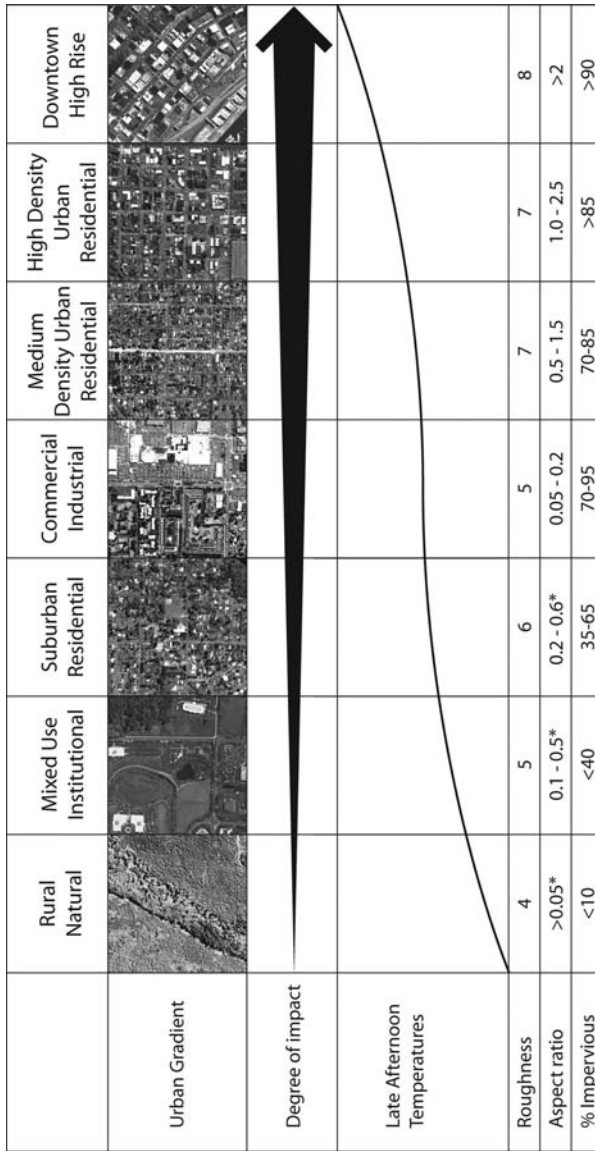 Rural
Natural
Mixed Use
Institutional
Suburban
Residential
Commercial
Industrial
Medium
Density Urban
Residential
High Density
Urban
Residential
Downtown
High Rise
Urban Gradient
Degree of impact
Late Afternoon
Temperatures
Roughness 4 5 6 5 7 7 8
Aspect ratio >0.05* 0.1 - 0.5* 0.2 - 0.6* 0.05 - 0.2 0.5 - 1.5 1.0 - 2.5 >2
% Impervious <10 <40 35-65 70-95 70-85 >85 >90